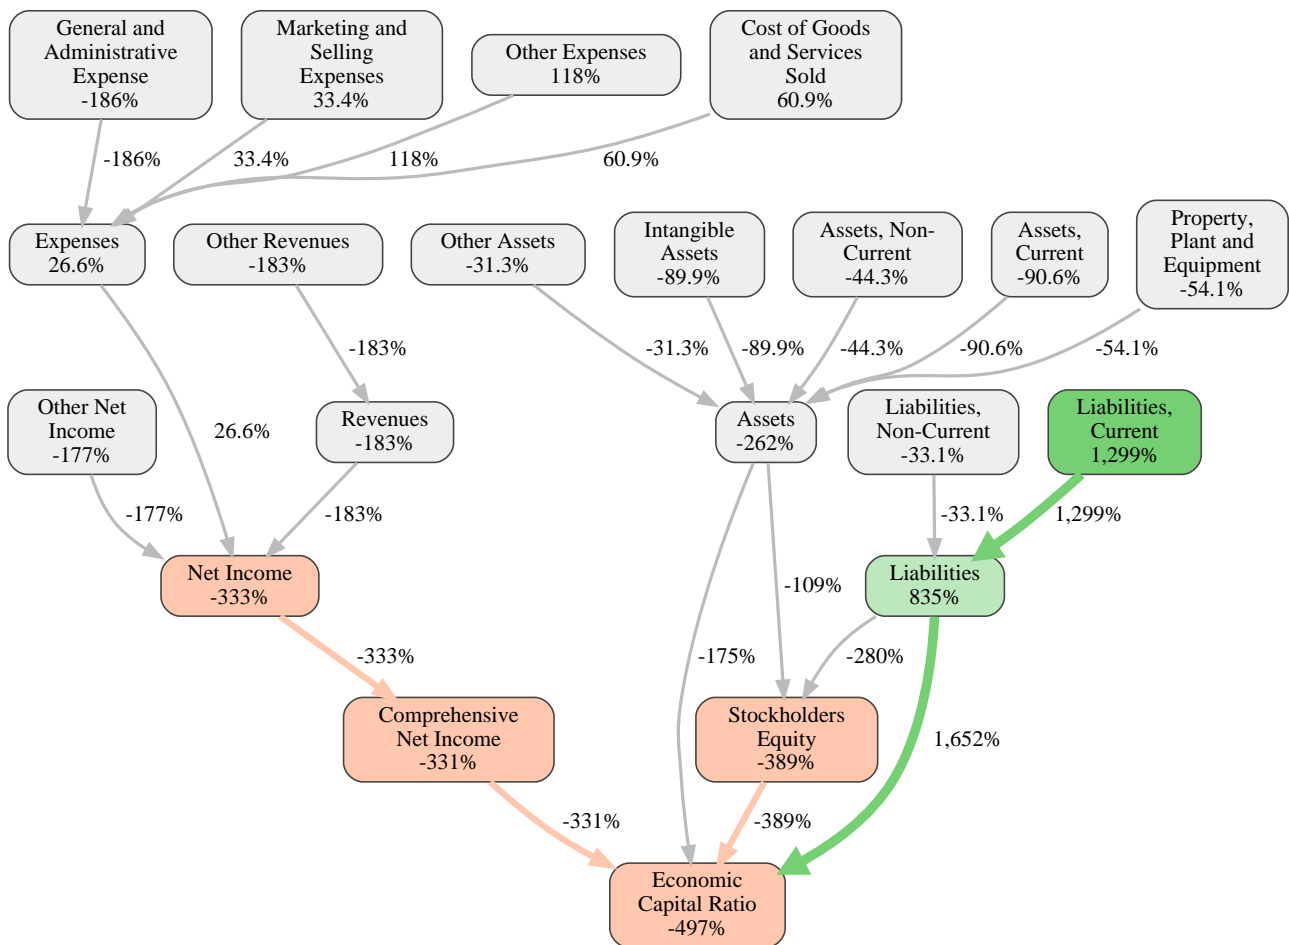 General and
Administrative
Expense
-186%
Marketing and
Selling
Expenses
33.4%
Other Expenses
118%
Cost of Goods
and Services
Sold
60.9%
-186%
33.4%
118%
60.9%
Expenses
26.6%
Other Revenues
-183%
Other Assets
-31.3%
Intangible
Assets
-89.9%
Assets, Non-
Current
-44.3%
Assets,
Current
-90.6%
Property,
Plant and
Equipment
-54.1%
-183%
-31.3%
-89.9%
-44.3%
-90.6%
-54.1%
Other Net
Income
-177%
26.6%
Revenues
-183%
Assets
-262%
Liabilities,
Non-Current
-33.1%
Liabilities,
Current
1,299%
-177%
-183%
-33.1%
1,299%
Net Income
-333%
-109%
Liabilities
835%
-333%
-175%
-280%
Comprehensive
Net Income
-331%
Stockholders
Equity
-389%
1,652%
-331%
-389%
Economic
Capital Ratio
-497%